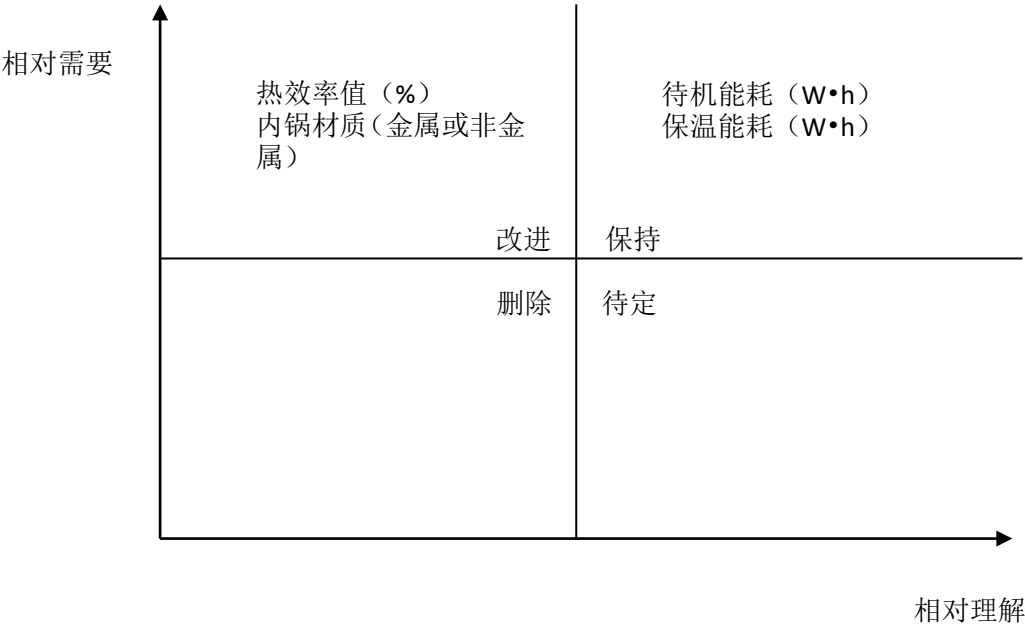 相对需要
热效率值（%）
内锅材质（金属或非金
属）
待机能耗（W•h）
保温能耗（W•h）
改进
保持
删除
待定
相对理解